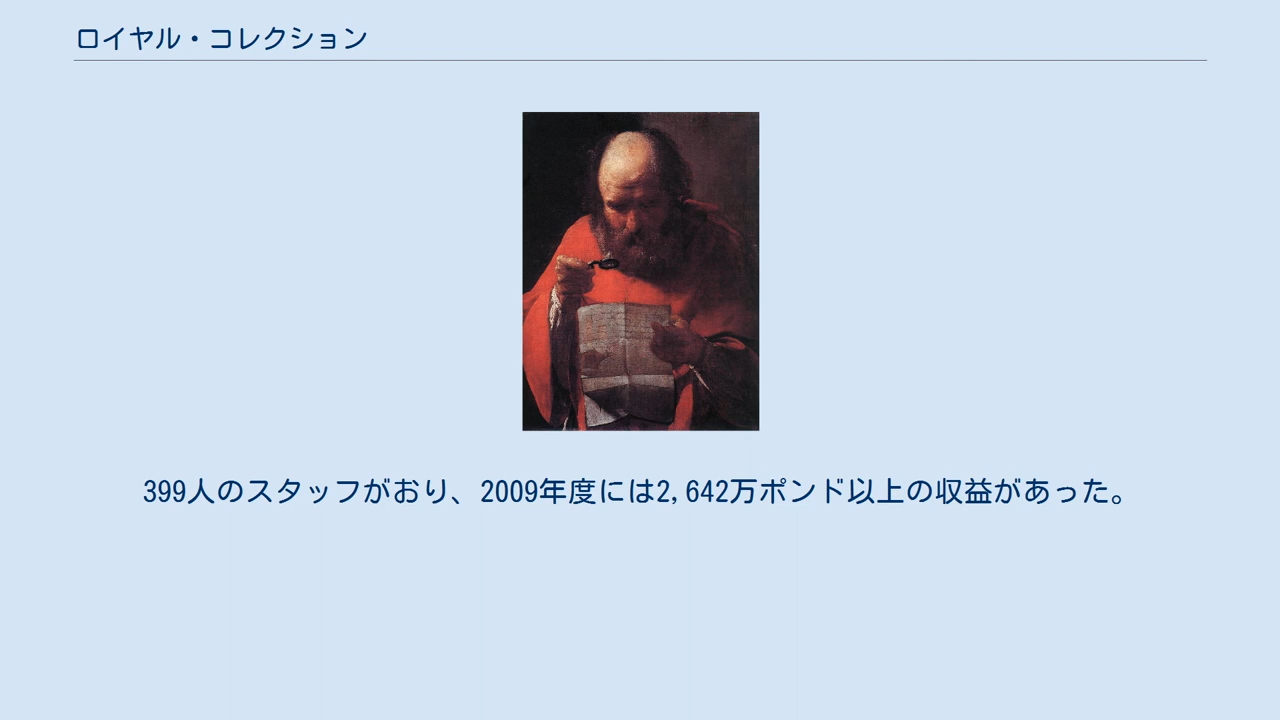 ロイヤル・コレクション
399人のスタッフがおり、2009年度には2,642万ポンド以上の収益があった。